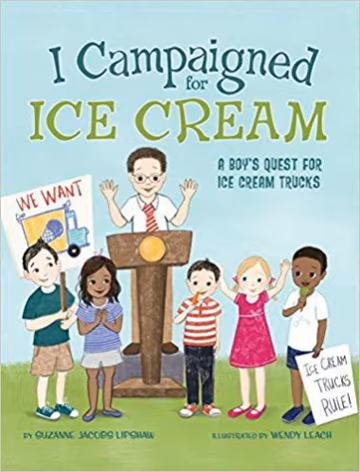 I Campaigned
for
ICE CREAM
A BOY'S QUEST FOR
ICE CREAM TRUCKS
WE WANT
ICE CREAM
TRUCKS
RULE!
BY SUZANNE JACOBS LIPSHAW
ILLUSTRATED BY WENDY LEACH